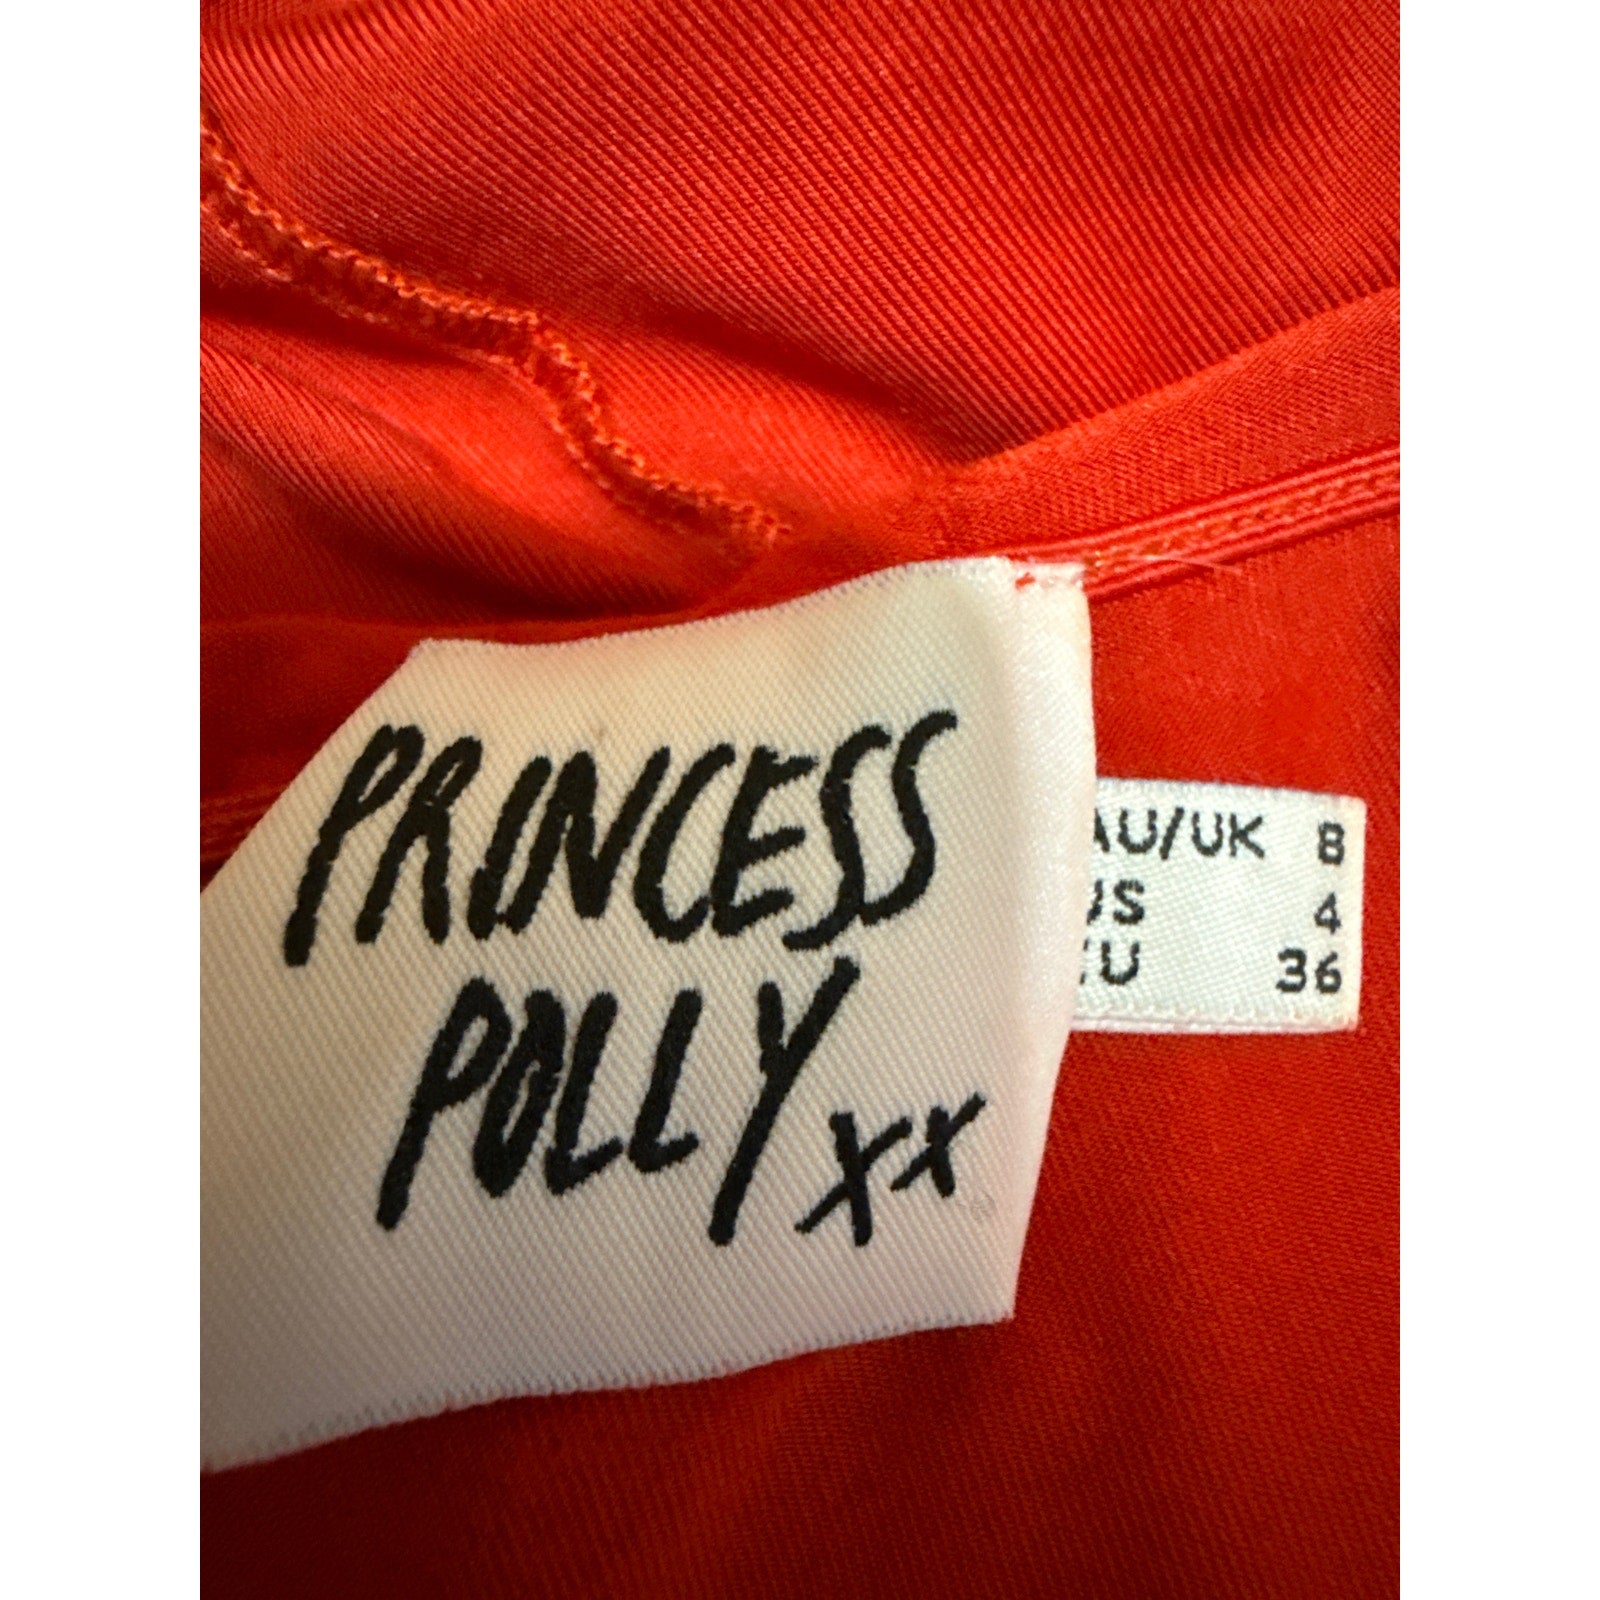 PRINCESS
POLLY xx
AU/UK 8
US 4
EU 36